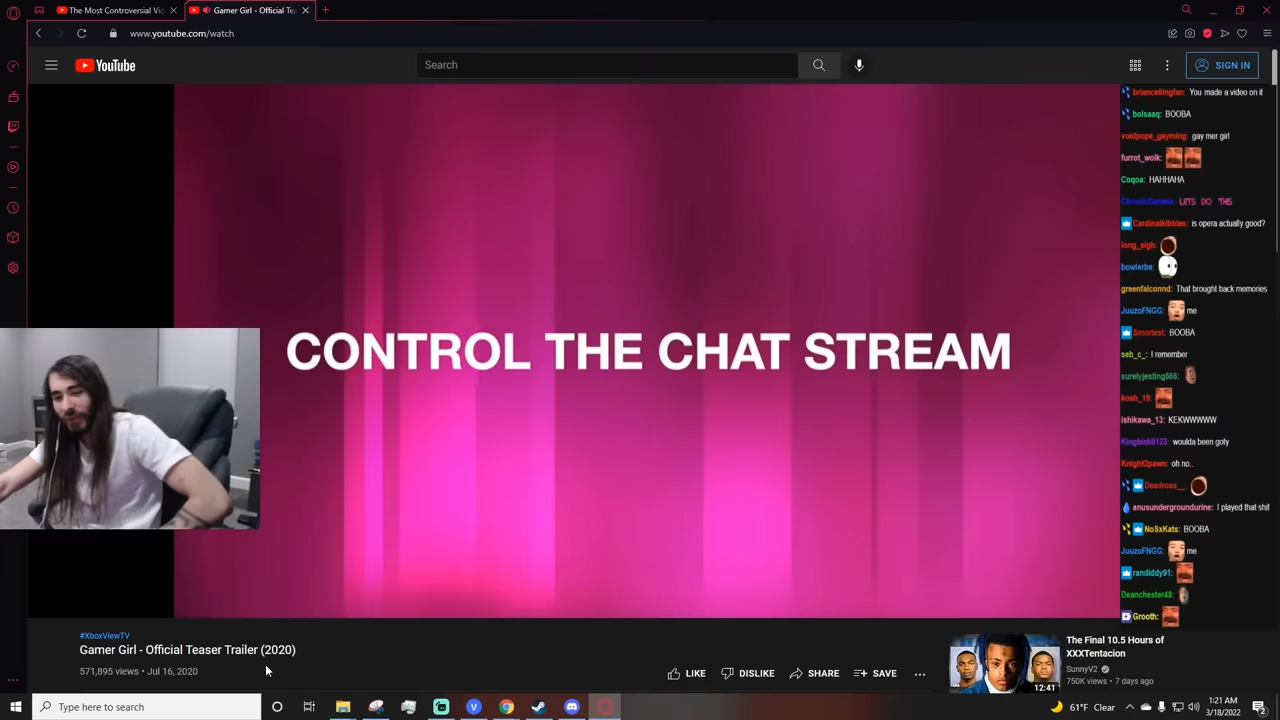 The Most Controversial Vid
Gamer Girl - Official Tea
www.youtube.com/watch
YouTube
Search
SIGN IN
CONTROL THE CHAT STREAM
briancellingfan: You made a video on it
bolsaaq: BOOBA
voidpope_gayming: gay mer girl
furrot_wolk:
Coqoa: HAHHAHA
LETS DO THIS
Cardinalkibbles: is opera actually good?
long_sigh:
bowlerbe:
greenfalconnd: That brought back memories
JuuzoFNGG: me
Smortest: BOOBA
seb_c_: I remember
surelyjesting666:
koah_19:
ishikawa_13: KEKWWWWW
Kingbizkit123: woulda been goty
Knight2pawn: oh no..
Deadross__:
anusundergroundurine: I played that shit
NoSxKats: BOOBA
JuuzoFNGG: me
randiddy91:
Deanchester48:
Grooth:
#XboxViewTV
Gamer Girl - Official Teaser Trailer (2020)
571,895 views • Jul 16, 2020
LIKE
DISLIKE
SHARE
SAVE
12:41
The Final 10.5 Hours of
XXXTentacion
SunnyV2
750K views • 7 days ago
Type here to search
61°F Clear
1:21 AM
3/18/2022
2